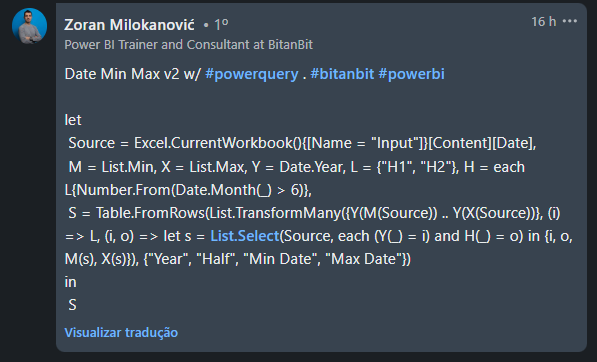 Zoran Milokanović • 1º
16 h •••
Power BI Trainer and Consultant at BitanBit
Date Min Max v2 w/ #powerquery . #bitanbit #powerbi
let
Source = Excel.CurrentWorkbook(){[Name = "Input"]}[Content][Date],
M = List.Min, X = List.Max, Y = Date.Year, L = {"H1", "H2"}, H = each
L{Number.From(Date.Month(_) > 6)},
S = Table.FromRows(List.TransformMany({Y(M(Source)) .. Y(X(Source))}, (i)
=> L, (i, o) => let s = List.Select(Source, each (Y(_) = i) and H(_) = o) in {i, o,
M(s), X(s)}), {"Year", "Half", "Min Date", "Max Date"})
in
S
Visualizar tradução